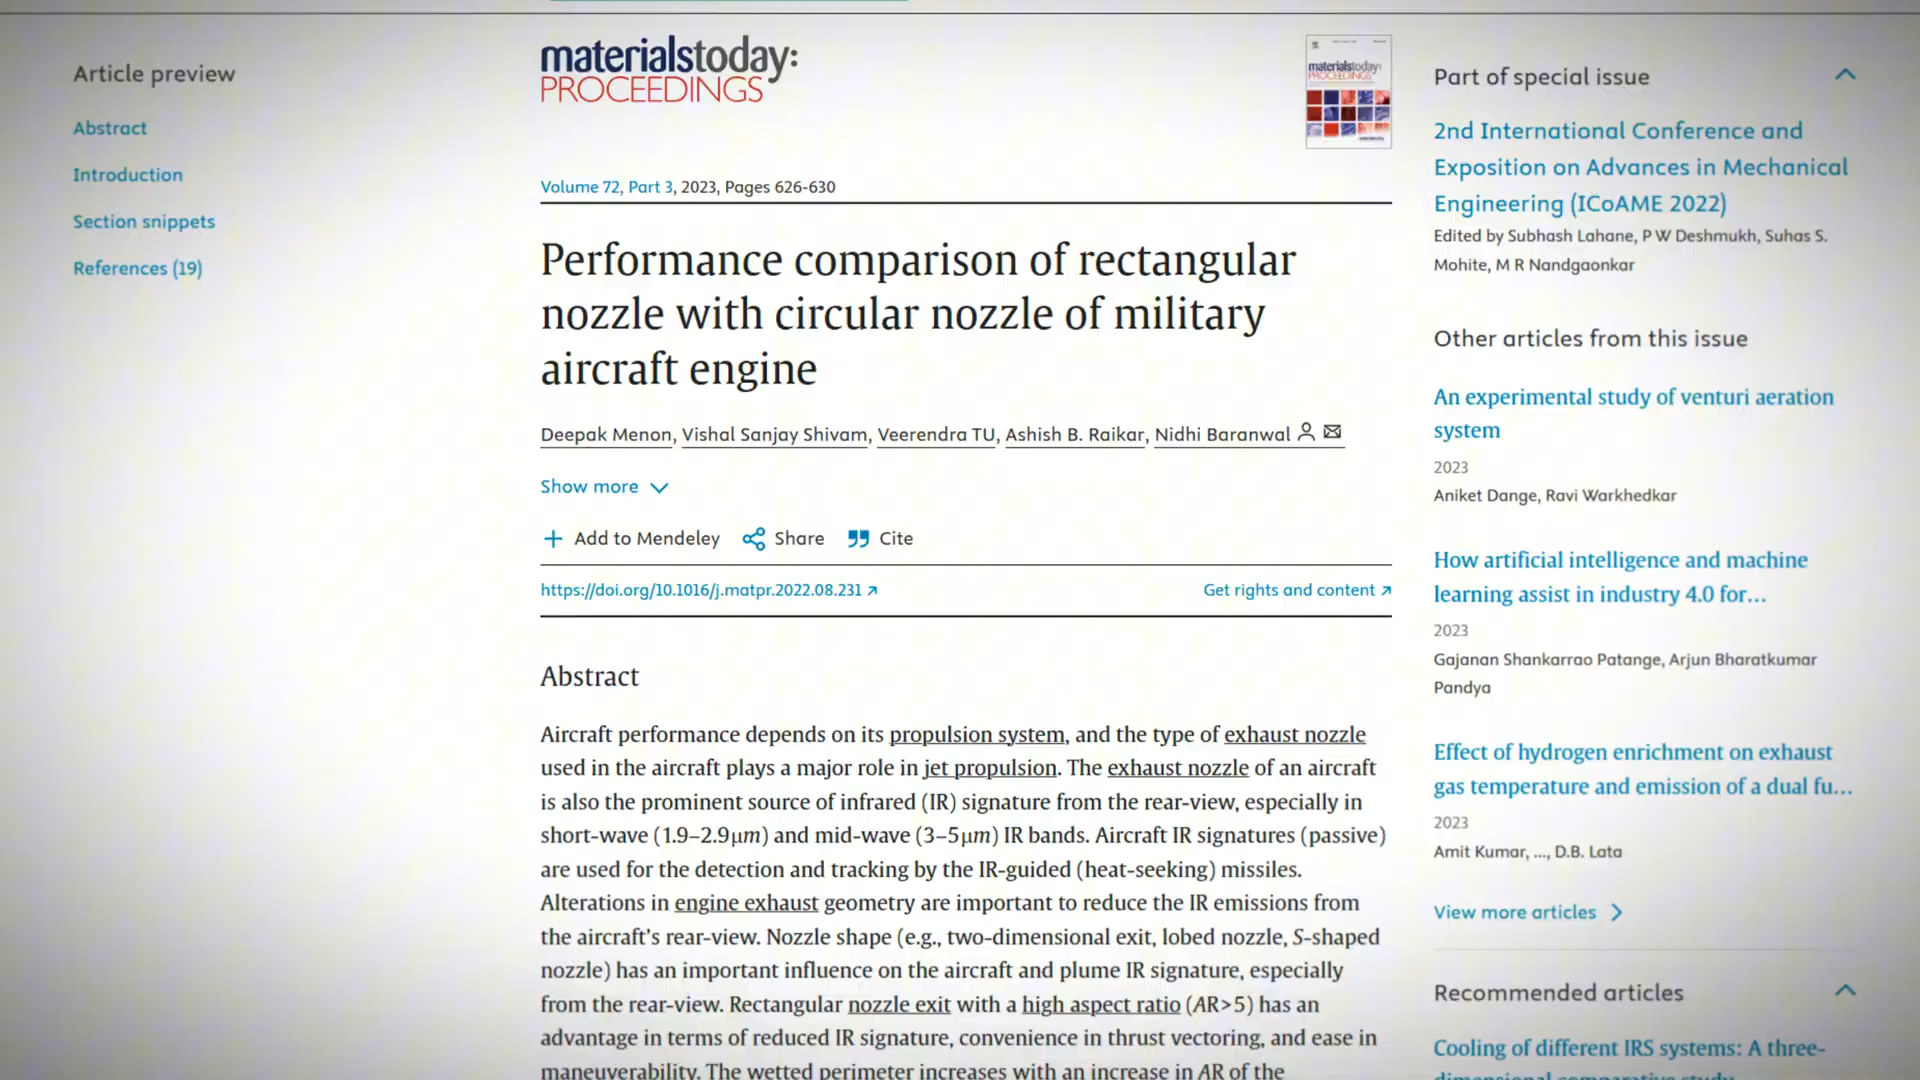 Article preview
Abstract
Introduction
Section snippets
References (19)
materialstoday:
PROCEEDINGS
materialstoday:
PROCEEDINGS
Volume 72, Part 3, 2023, Pages 626-630
Performance comparison of rectangular
nozzle with circular nozzle of military
aircraft engine
Deepak Menon, Vishal Sanjay Shivam, Veerendra TU, Ashish B. Raikar, Nidhi Baranwal
Show more
Add to Mendeley Share Cite
https://doi.org/10.1016/j.matpr.2022.08.231 Get rights and content
Abstract
Aircraft performance depends on its propulsion system, and the type of exhaust nozzle
used in the aircraft plays a major role in jet propulsion. The exhaust nozzle of an aircraft
is also the prominent source of infrared (IR) signature from the rear-view, especially in
short-wave (1.9–2.9μm) and mid-wave (3–5μm) IR bands. Aircraft IR signatures (passive)
are used for the detection and tracking by the IR-guided (heat-seeking) missiles.
Alterations in engine exhaust geometry are important to reduce the IR emissions from
the aircraft's rear-view. Nozzle shape (e.g., two-dimensional exit, lobed nozzle, S-shaped
nozzle) has an important influence on the aircraft and plume IR signature, especially
from the rear-view. Rectangular nozzle exit with a high aspect ratio (AR>5) has an
advantage in terms of reduced IR signature, convenience in thrust vectoring, and ease in
maneuverability. The wetted perimeter increases with an increase in AR of the
Part of special issue
2nd International Conference and
Exposition on Advances in Mechanical
Engineering (ICoAME 2022)
Edited by Subhash Lahane, P W Deshmukh, Suhas S.
Mohite, M R Nandgaonkar
Other articles from this issue
An experimental study of venturi aeration
system
2023
Aniket Dange, Ravi Warkhedkar
How artificial intelligence and machine
learning assist in industry 4.0 for…
2023
Gajanan Shankarrao Patange, Arjun Bharatkumar
Pandya
Effect of hydrogen enrichment on exhaust
gas temperature and emission of a dual fu…
2023
Amit Kumar, …, D.B. Lata
View more articles
Recommended articles
Cooling of different IRS systems: A three-
dimensional comparative study